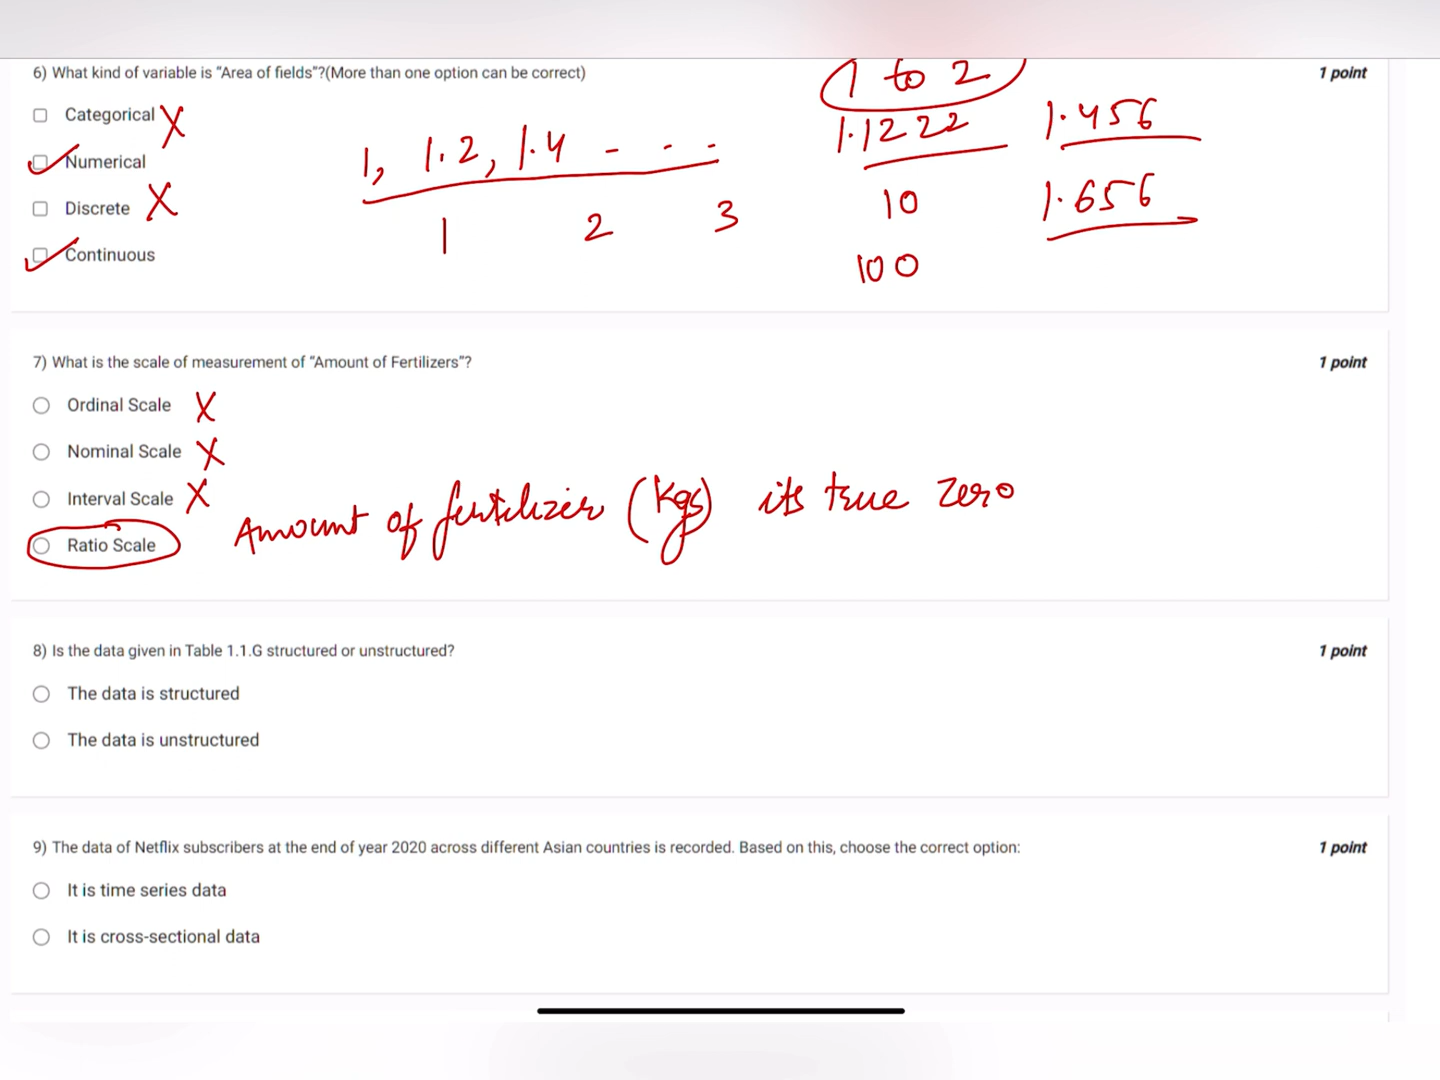 6) What kind of variable is "Area of fields"?(More than one option can be correct)
1 point
1 to 2
Categorical X
Numerical
Discrete X
Continuous
1, 1.2, 1.4 - - -
1 2 3
1.1222
10
100
1.456
1.656
7) What is the scale of measurement of "Amount of Fertilizers"?
1 point
Ordinal Scale X
Nominal Scale X
Interval Scale X
Ratio Scale
Amount of fertilizer (kgs) its true zero
8) Is the data given in Table 1.1.G structured or unstructured?
1 point
The data is structured
The data is unstructured
9) The data of Netflix subscribers at the end of year 2020 across different Asian countries is recorded. Based on this, choose the correct option:
1 point
It is time series data
It is cross-sectional data